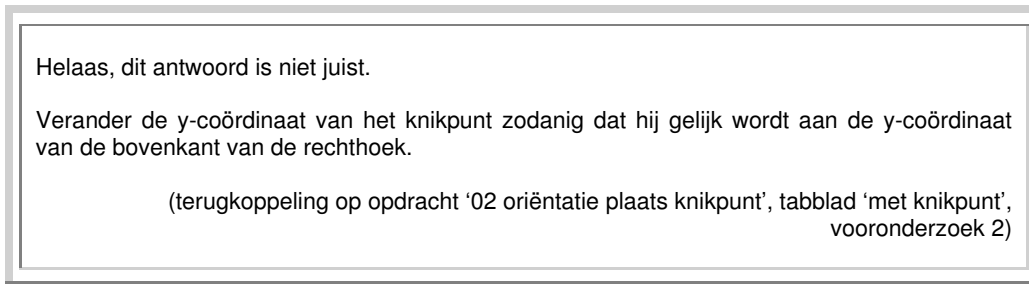 Helaas, dit antwoord is niet juist.
Verander de y-coördinaat van het knikpunt zodanig dat hij gelijk wordt aan de y-coördinaat
van de bovenkant van de rechthoek.
(terugkoppeling op opdracht ‘02 oriëntatie plaats knikpunt’, tabblad ‘met knikpunt’,
vooronderzoek 2)